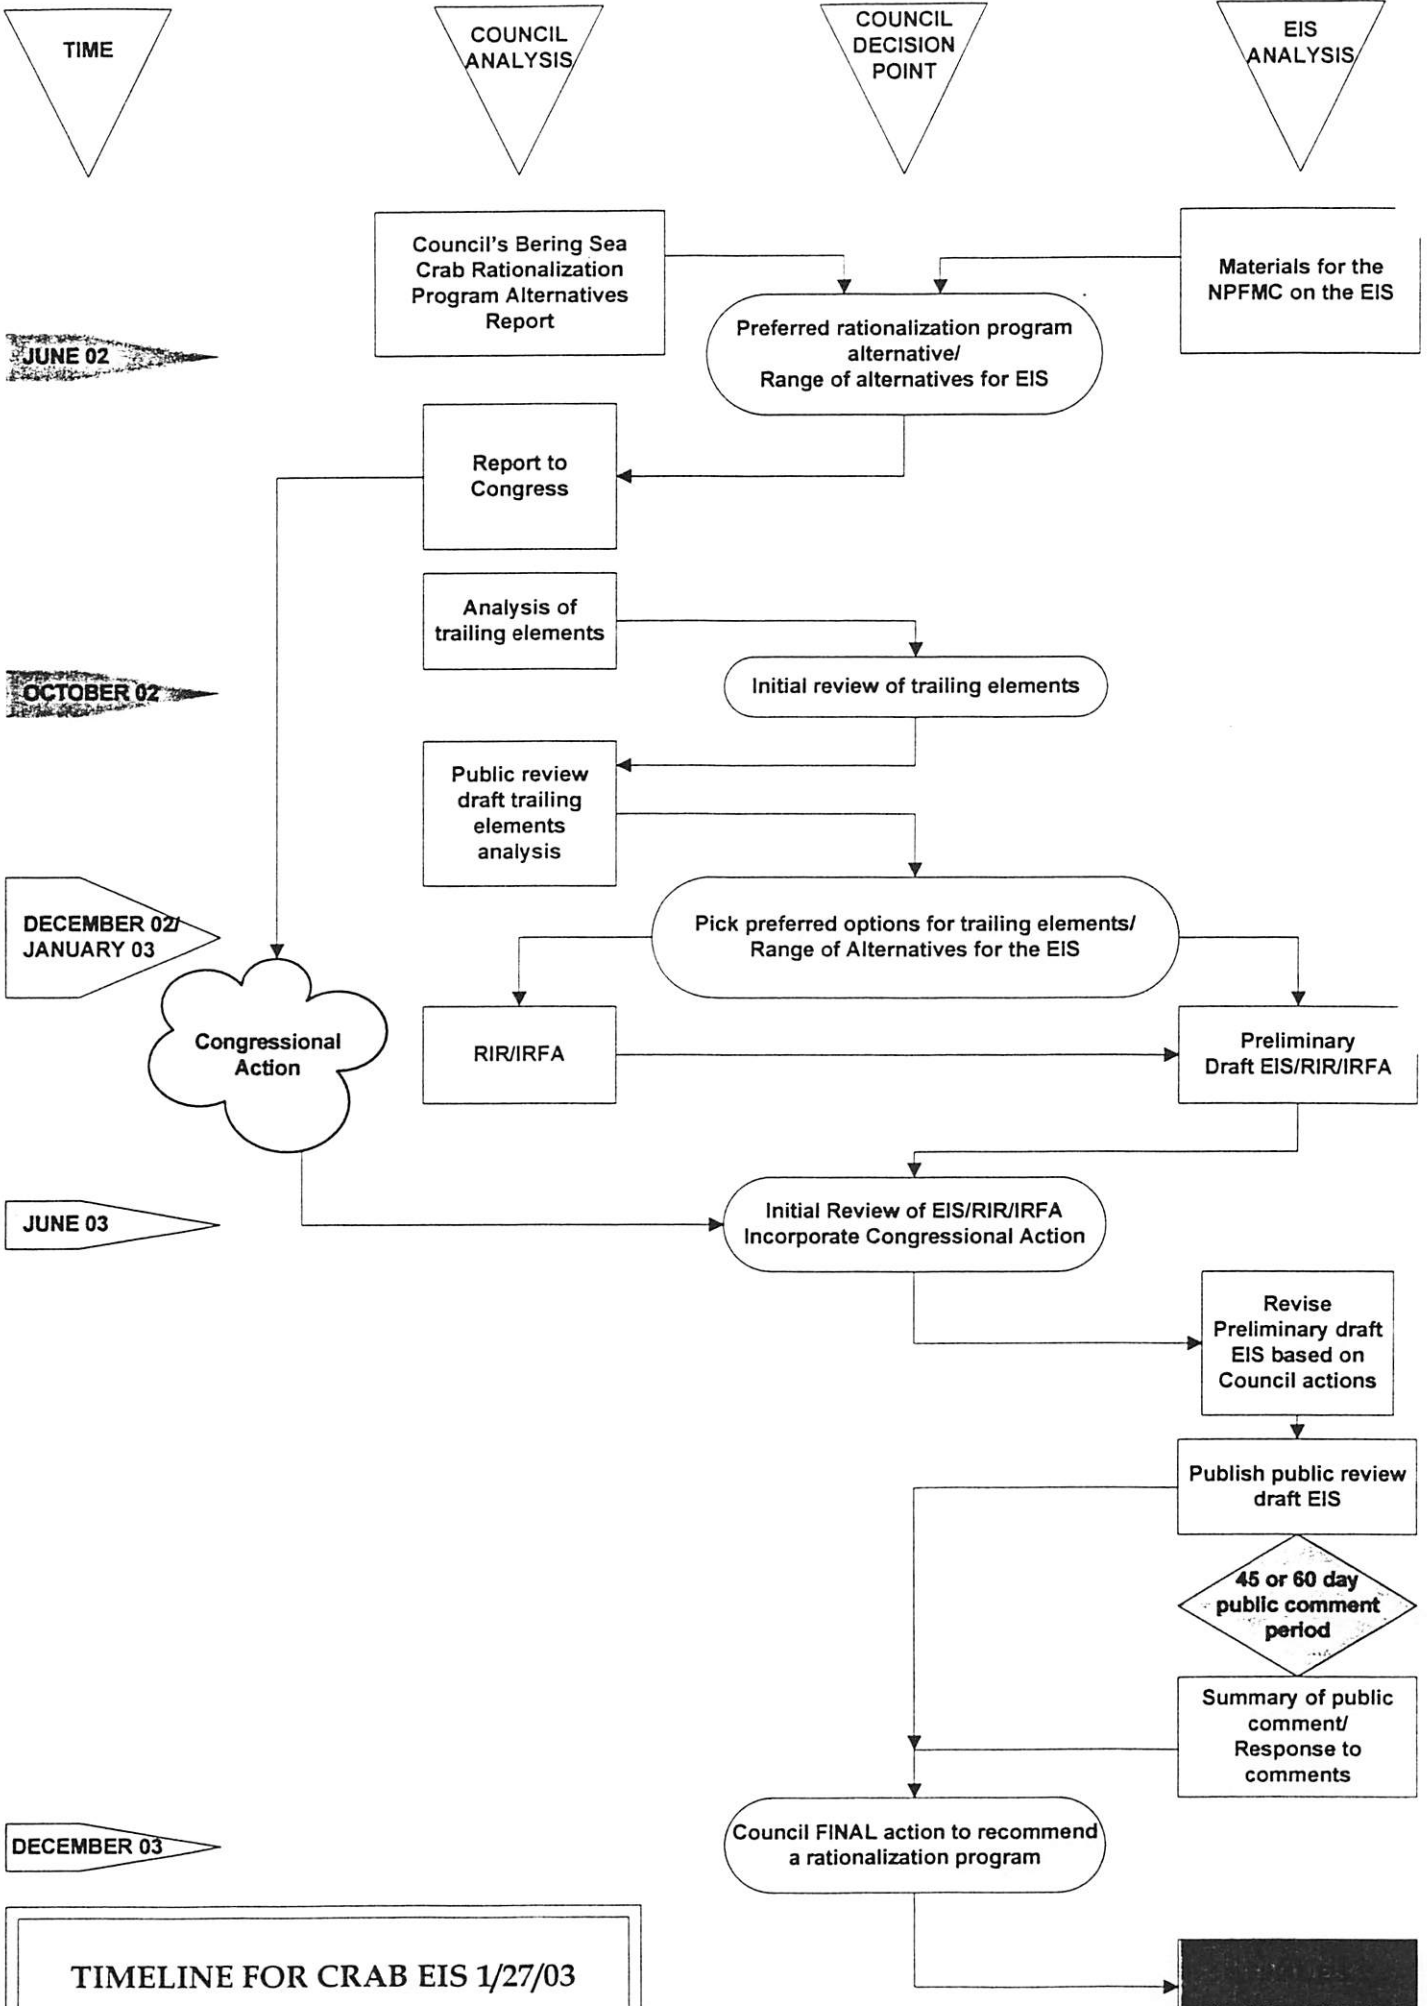 TIME
COUNCIL
ANALYSIS
COUNCIL
DECISION
POINT
EIS
ANALYSIS
Council's Bering Sea
Crab Rationalization
Program Alternatives
Report
Materials for the
NPFMC on the EIS
Preferred rationalization program
alternative/
Range of alternatives for EIS
JUNE 02
Report to
Congress
Analysis of
trailing elements
Initial review of trailing elements
OCTOBER 02
Public review
draft trailing
elements
analysis
DECEMBER 02/
JANUARY 03
Pick preferred options for trailing elements/
Range of Alternatives for the EIS
Congressional
Action
RIR/IRFA
Preliminary
Draft EIS/RIR/IRFA
JUNE 03
Initial Review of EIS/RIR/IRFA
Incorporate Congressional Action
Revise
Preliminary draft
EIS based on
Council actions
Publish public review
draft EIS
45 or 60 day
public comment
period
Summary of public
comment/
Response to
comments
DECEMBER 03
Council FINAL action to recommend
a rationalization program
TIMELINE FOR CRAB EIS 1/27/03